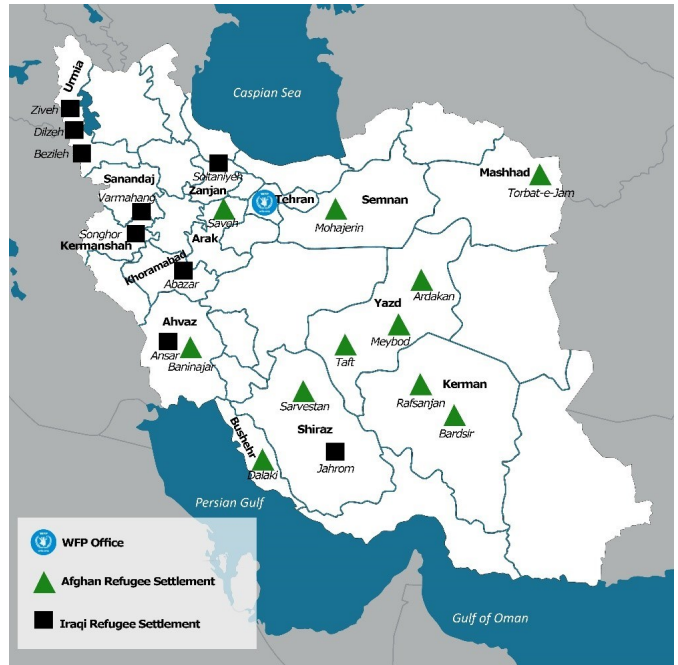 Caspian Sea
Urmia
Ziveh
Dilzeh
Bezileh
Sanandaj
Soltaniyeh
Zanjan
Tehran
Semnan
Mashhad
Torbat-e-Jam
Varmahang
Saveh
Mohajerin
Songhor
Kermanshah
Arak
Khoramabad
Abazar
Ardakan
Yazd
Meybod
Ahvaz
Ansar
Baninajar
Taft
Rafsanjan
Kerman
Sarvestan
Bardsir
Shiraz
Bushehr
Jahrom
Dalaki
Persian Gulf
WFP Office
Afghan Refugee Settlement
Iraqi Refugee Settlement
Gulf of Oman